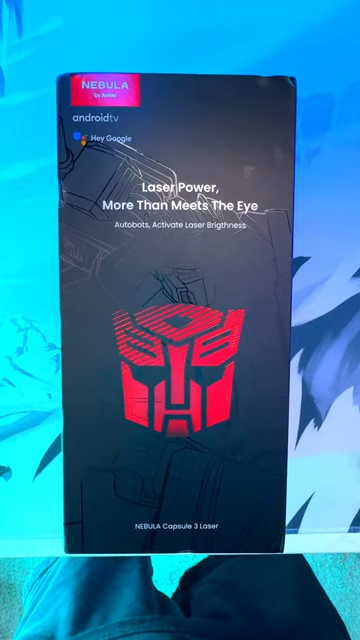 NEBULA
by Anker
androidtv
Hey Google
Laser Power,
More Than Meets The Eye
Autobots, Activate Laser Brigthness
NEBULA Capsule 3 Laser